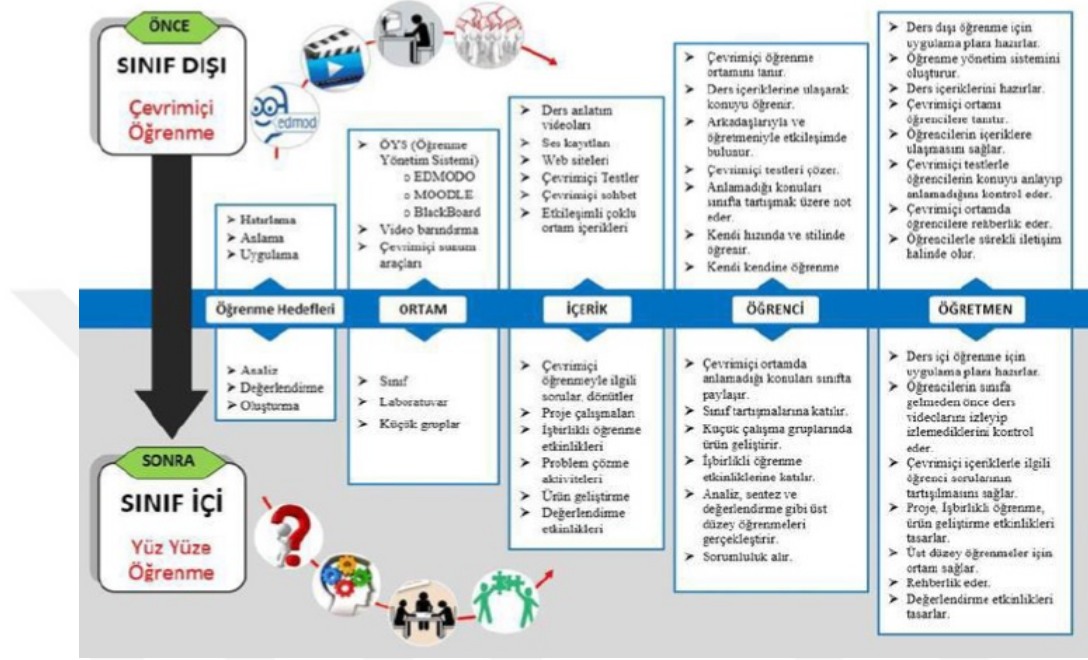 ÖNCE
SINIF DIŞI
Çevrimiçi
Öğrenme
edmod
➤ Hatırlama
➤ Anlama
➤ Uygulama
➤ ÖYS (Öğrenme
Yönetim Sistemi)
o EDMODO
o MOODLE
o BlackBoard
➤ Video barındırma
➤ Çevrimiçi sunum
araçları
➤ Ders anlatım
videoları
➤ Ses kayıtları
➤ Web siteleri
➤ Çevrimiçi Testler
➤ Çevrimiçi sohbet
➤ Etkileşimli çoklu
ortam içerikleri
➤ Çevrimiçi öğrenme
ortamını tanır.
➤ Ders içeriklerine ulaşarak
konuyu öğrenir.
➤ Arkadaşlarıyla ve
öğretmeniyle etkileşimde
bulunur.
➤ Çevrimiçi testleri çözer.
➤ Anlamadığı konuları
sınıfta tartışmak üzere not
eder.
➤ Kendi hızında ve stilinde
öğrenir.
➤ Kendi kendine öğrenme
➤ Ders dışı öğrenme için
uygulama planı hazırlar.
➤ Öğrenme yönetim sistemini
oluşturur.
➤ Ders içeriklerini hazırlar.
➤ Çevrimiçi ortamı
öğrencilere tanıtır.
➤ Öğrencilerin içeriklere
ulaşmasını sağlar.
➤ Çevrimiçi testlerle
öğrencilerin konuyu anlayıp
anlamadığını kontrol eder.
➤ Çevrimiçi ortamda
öğrencilere rehberlik eder.
➤ Öğrencilerle sürekli iletişim
halinde olur.
Öğrenme Hedefleri
ORTAM
İÇERİK
ÖĞRENCİ
ÖĞRETMEN
➤ Analiz
➤ Değerlendirme
➤ Oluşturma
➤ Sınıf
➤ Laboratuvar
➤ Küçük gruplar
➤ Çevrimiçi
öğrenmeyle ilgili
sorular, dönütler
➤ Proje çalışmaları
➤ İşbirlikli öğrenme
etkinlikleri
➤ Problem çözme
aktiviteleri
➤ Ürün geliştirme
➤ Değerlendirme
etkinlikleri
➤ Çevrimiçi ortamda
anlamadığı konuları sınıfta
paylaşır.
➤ Sınıf tartışmalarına katılır.
➤ Küçük çalışma gruplarında
ürün geliştirir.
➤ İşbirlikli öğrenme
etkinliklerine katılır.
➤ Analiz, sentez ve
değerlendirme gibi üst
düzey öğrenmeleri
gerçekleştirir.
➤ Sorumluluk alır.
➤ Ders içi öğrenme için
uygulama planı hazırlar.
➤ Öğrencilerin sınıfa
gelmeden önce ders
videolarını izleyip
izlemediklerini kontrol
eder.
➤ Çevrimiçi içeriklerle ilgili
öğrenci sorularının
tartışılmasını sağlar.
➤ Proje, İşbirlikli öğrenme,
ürün geliştirme etkinlikleri
tasarlar.
➤ Üst düzey öğrenmeler için
ortam sağlar.
➤ Rehberlik eder.
➤ Değerlendirme etkinlikleri
tasarlar.
SONRA
SINIF İÇİ
Yüz Yüze
Öğrenme